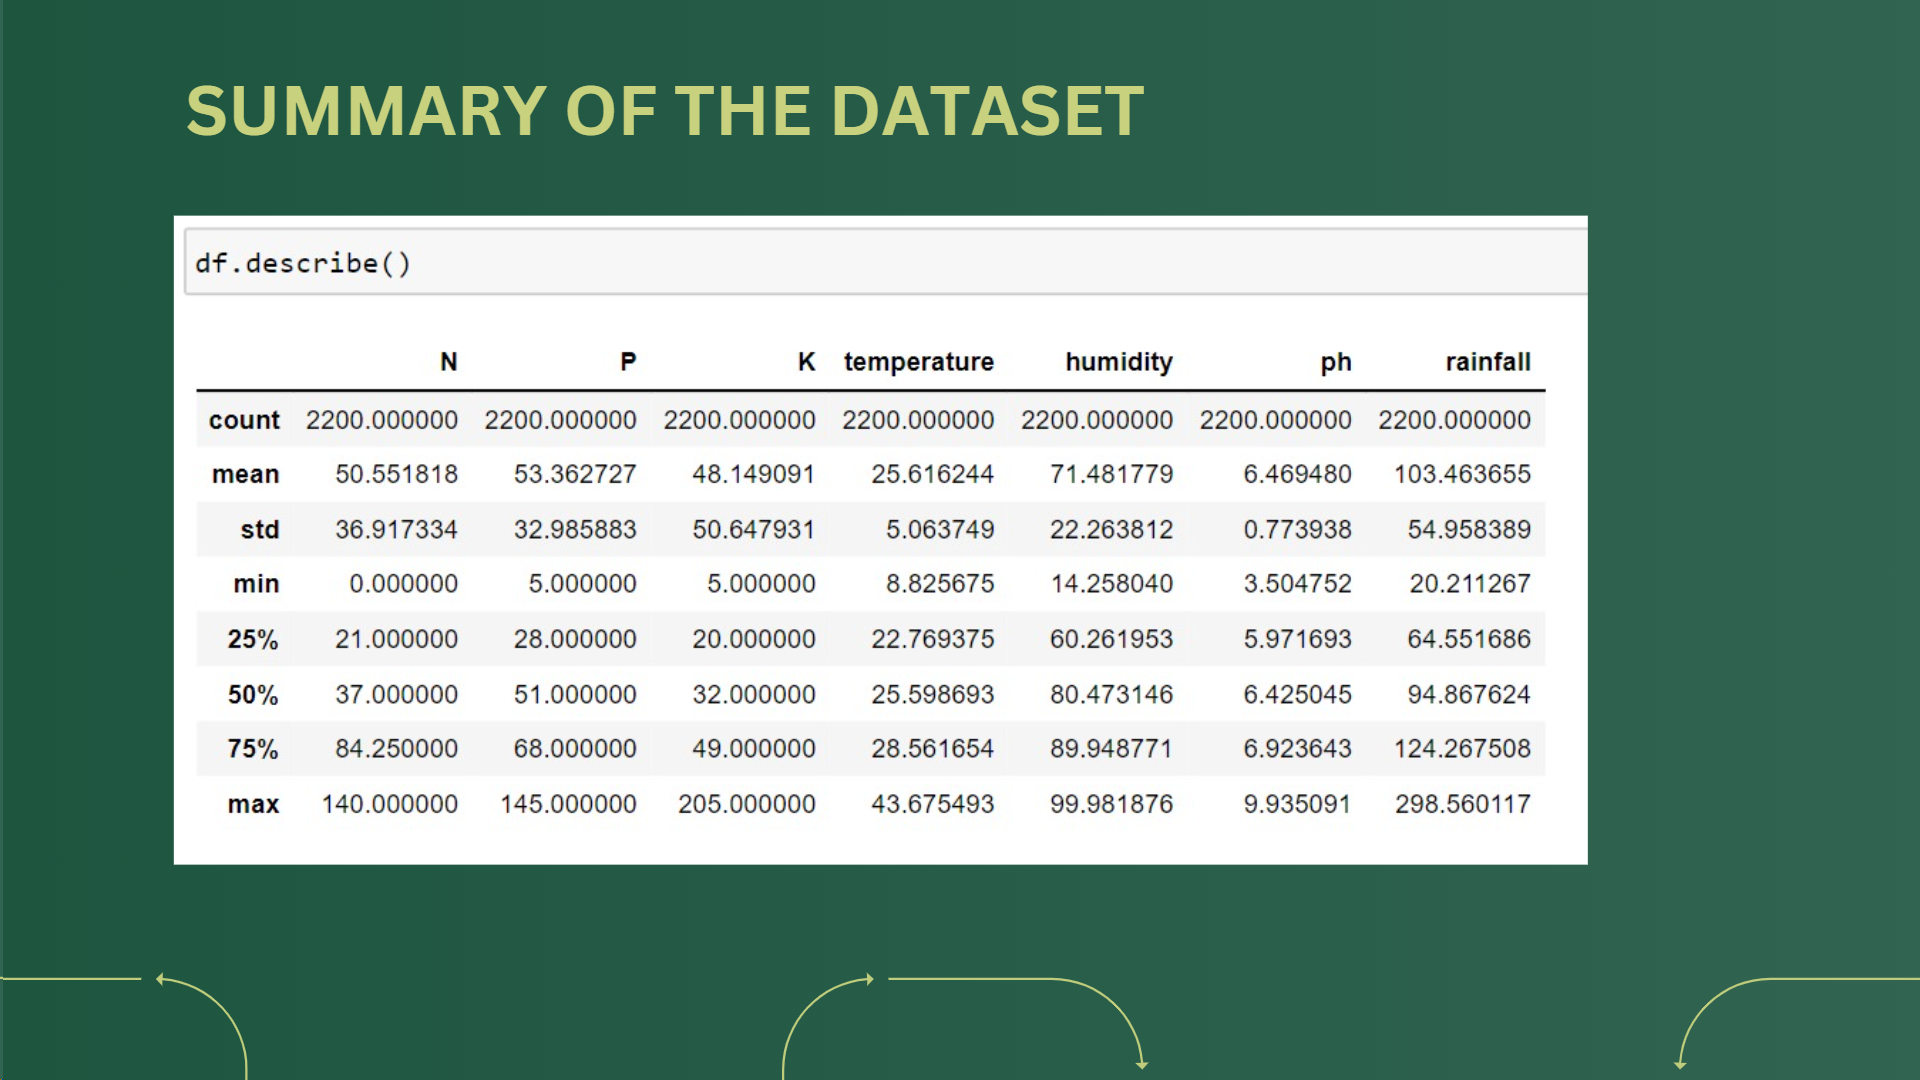 SUMMARY OF THE DATASET
df.describe()
N P K temperature humidity ph rainfall
count 2200.000000 2200.000000 2200.000000 2200.000000 2200.000000 2200.000000 2200.000000
mean 50.551818 53.362727 48.149091 25.616244 71.481779 6.469480 103.463655
std 36.917334 32.985883 50.647931 5.063749 22.263812 0.773938 54.958389
min 0.000000 5.000000 5.000000 8.825675 14.258040 3.504752 20.211267
25% 21.000000 28.000000 20.000000 22.769375 60.261953 5.971693 64.551686
50% 37.000000 51.000000 32.000000 25.598693 80.473146 6.425045 94.867624
75% 84.250000 68.000000 49.000000 28.561654 89.948771 6.923643 124.267508
max 140.000000 145.000000 205.000000 43.675493 99.981876 9.935091 298.560117